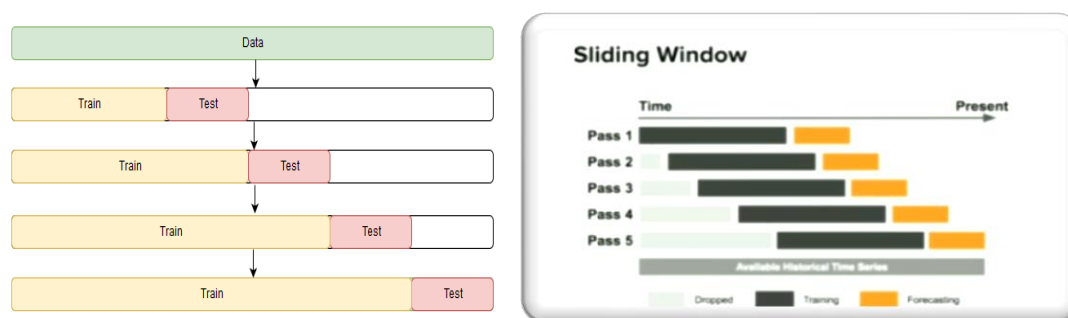 Data
Train Test
Train Test
Train Test
Train Test
Sliding Window
Time Present
Pass 1
Pass 2
Pass 3
Pass 4
Pass 5
Available Historical Time Series
Dropped Training Forecasting